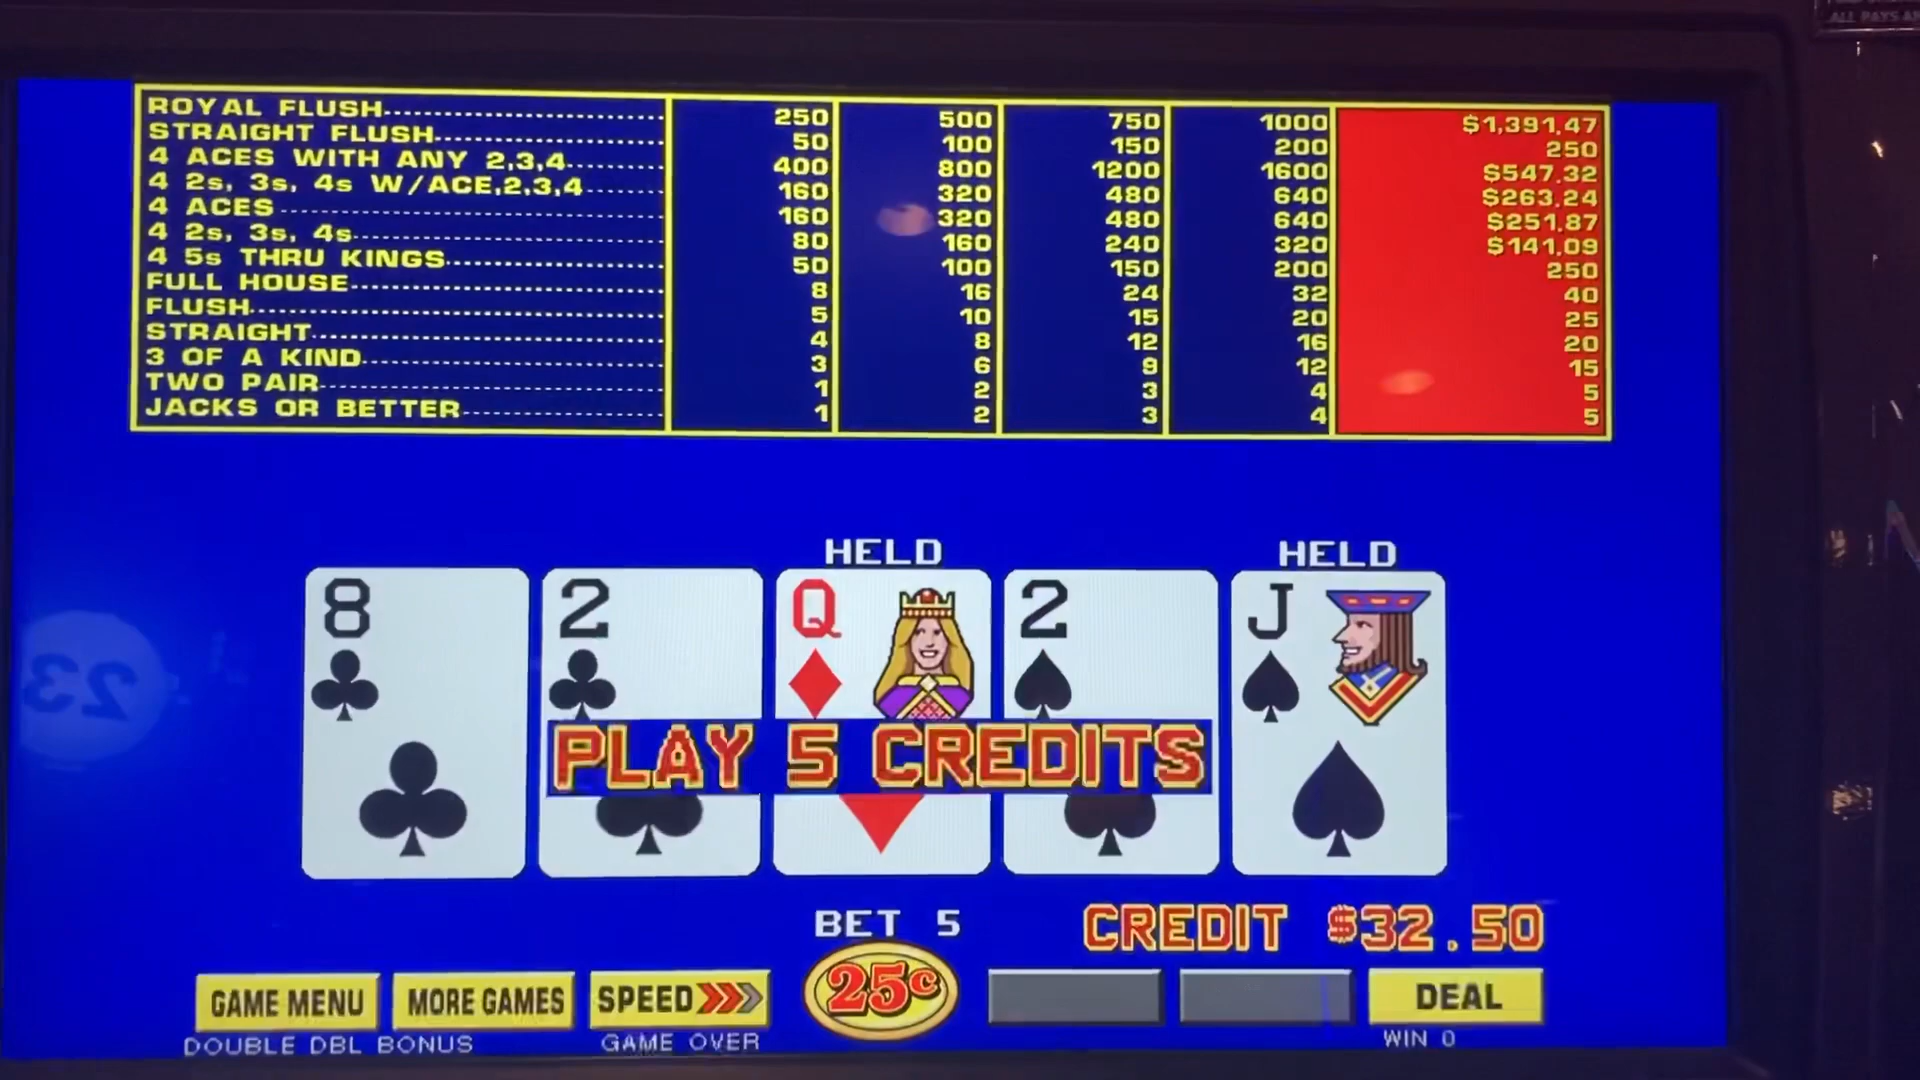 ALL PAYS
ROYAL FLUSH 250 500 750 1000 $1,391.47
STRAIGHT FLUSH 50 100 150 200 250
4 ACES WITH ANY 2,3,4 400 800 1200 1600 $547.32
4 2s, 3s, 4s W/ACE,2,3,4 160 320 480 640 $263.24
4 ACES 160 320 480 640 $251.87
4 2s, 3s, 4s 80 160 240 320 $141.09
4 5s THRU KINGS 50 100 150 200 250
FULL HOUSE 8 16 24 32 40
FLUSH 5 10 15 20 25
STRAIGHT 4 8 12 16 20
3 OF A KIND 3 6 9 12 15
TWO PAIR 1 2 3 4 5
JACKS OR BETTER 1 2 3 4 5
HELD HELD
8 2 Q 2 J
23
PLAY 5 CREDITS
BET 5 CREDIT $32.50
GAME MENU MORE GAMES SPEED 25¢ DEAL
DOUBLE DBL BONUS GAME OVER WIN 0